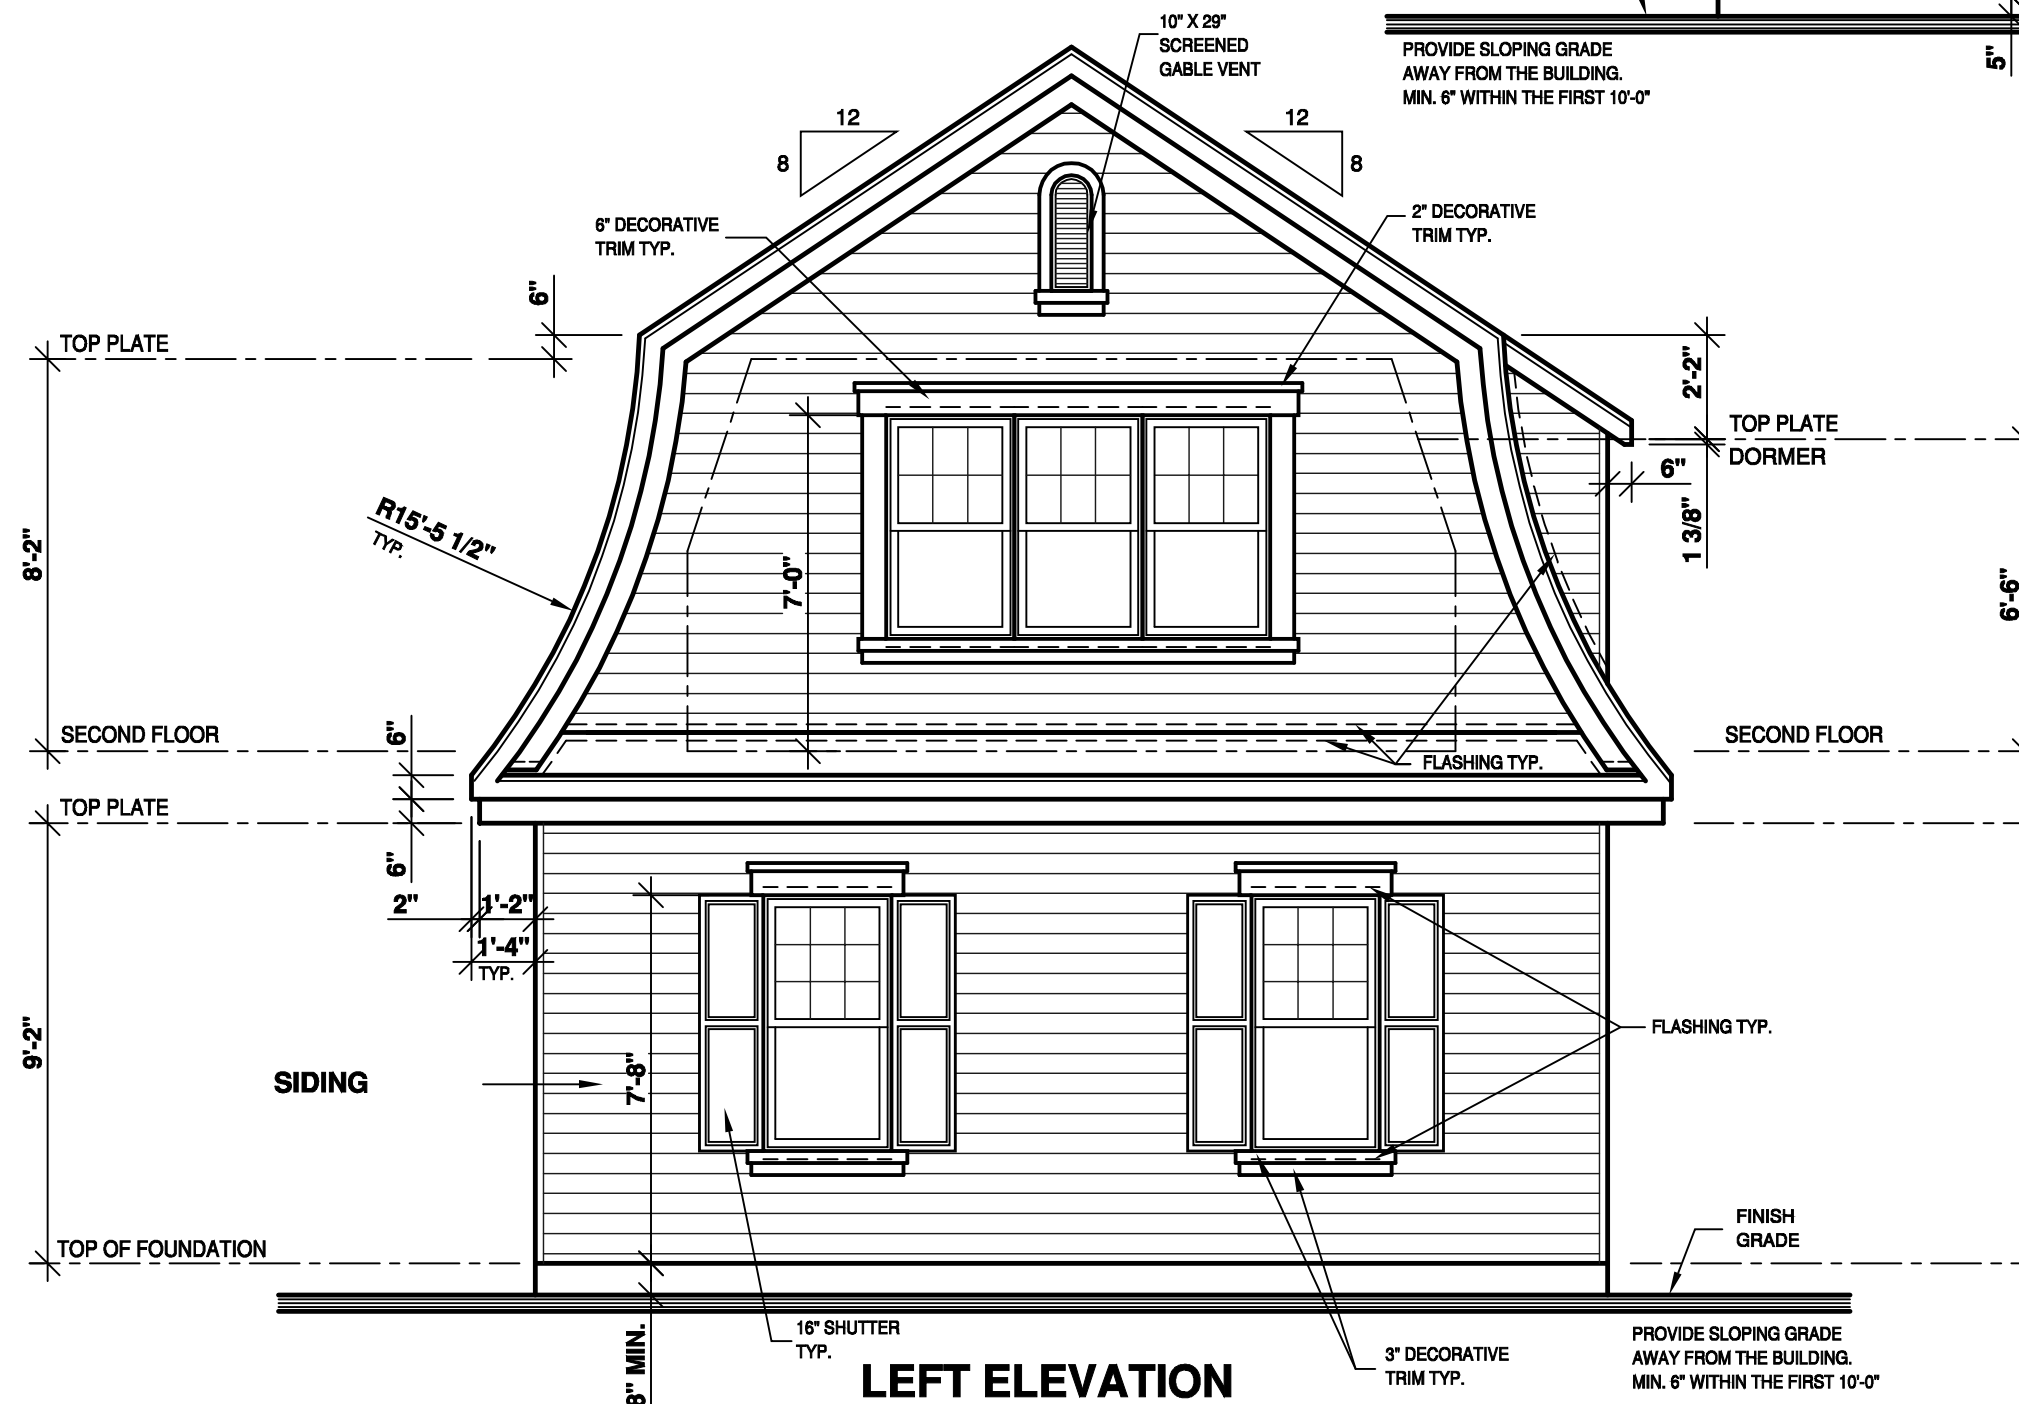 10" X 29"
SCREENED
GABLE VENT
PROVIDE SLOPING GRADE
AWAY FROM THE BUILDING.
MIN. 6" WITHIN THE FIRST 10'-0"
5"
12
8
12
8
6" DECORATIVE
TRIM TYP.
2" DECORATIVE
TRIM TYP.
6"
TOP PLATE
2'-2"
TOP PLATE
DORMER
6"
1 3/8"
R15'-5 1/2"
TYP.
8'-2"
7'-0"
6'-6"
SECOND FLOOR
6"
SECOND FLOOR
FLASHING TYP.
TOP PLATE
6"
2"
1'-2"
1'-4"
TYP.
9'-2"
SIDING
7'-8"
FLASHING TYP.
TOP OF FOUNDATION
FINISH
GRADE
16" SHUTTER
TYP.
8" MIN.
LEFT ELEVATION
3" DECORATIVE
TRIM TYP.
PROVIDE SLOPING GRADE
AWAY FROM THE BUILDING.
MIN. 6" WITHIN THE FIRST 10'-0"